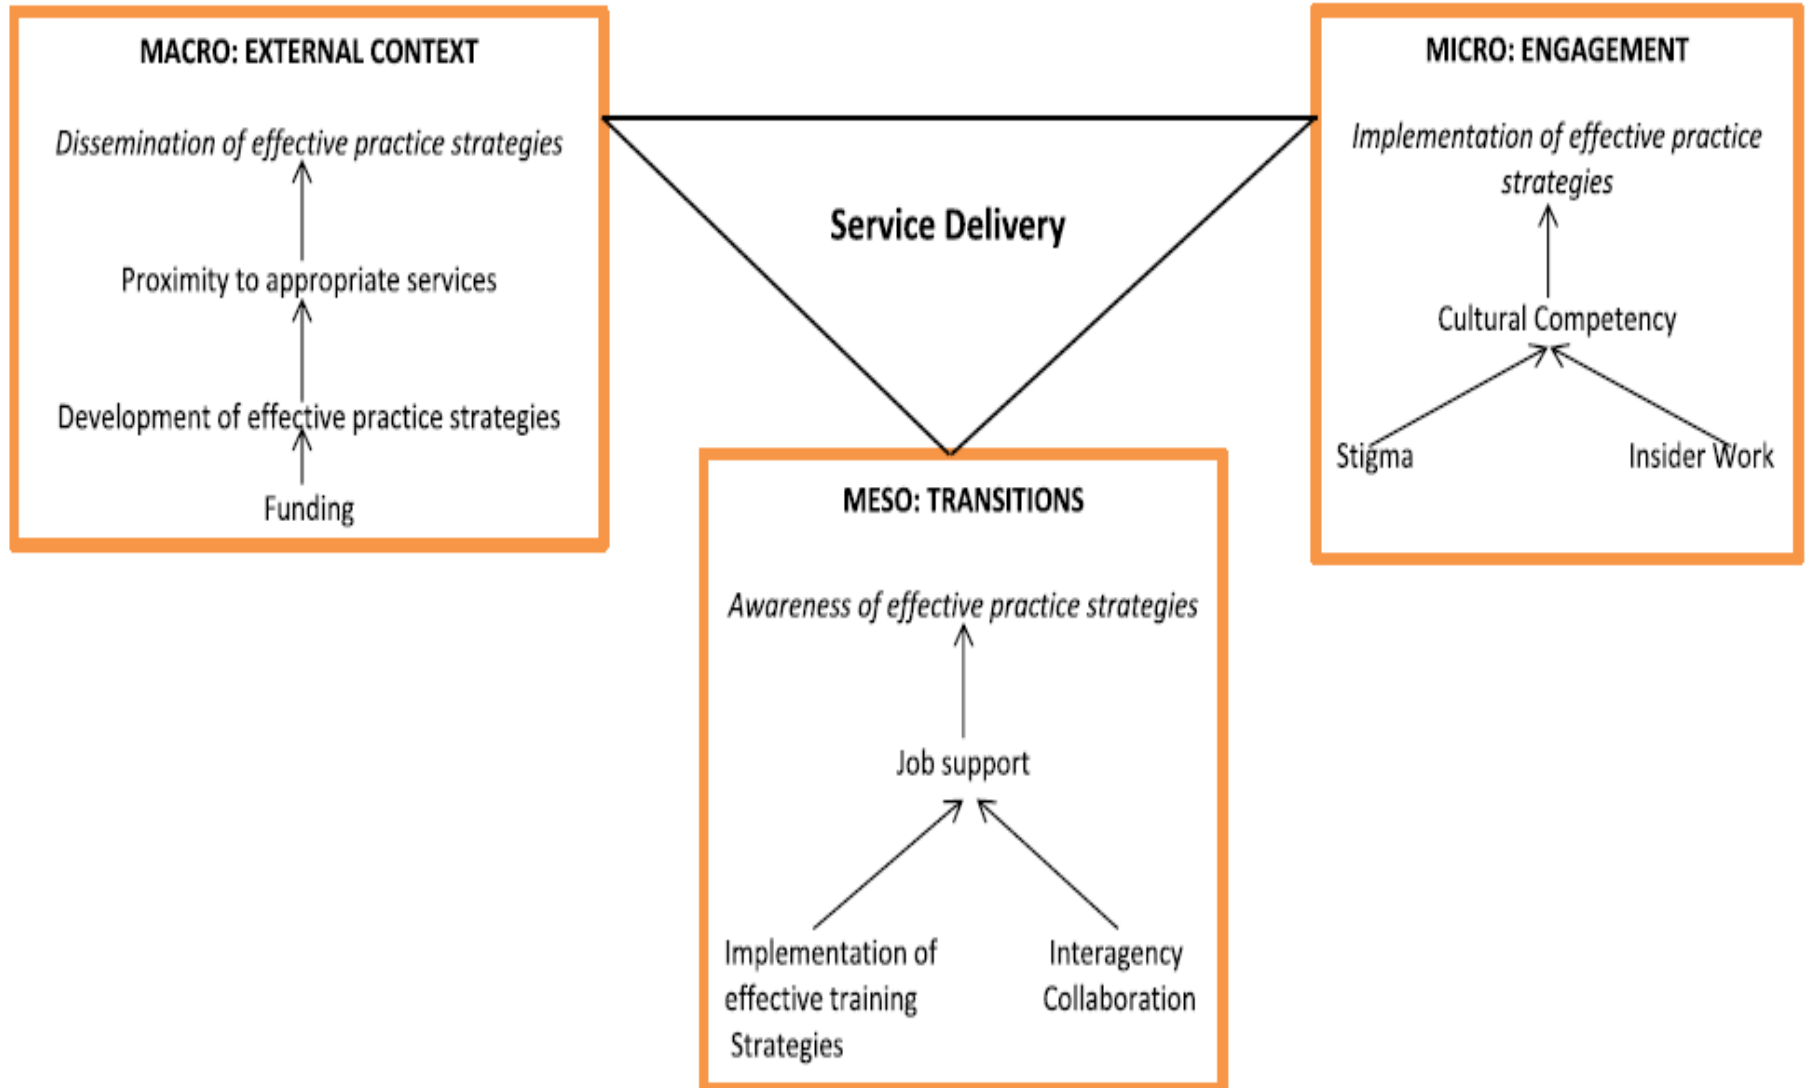 MACRO: EXTERNAL CONTEXT
Dissemination of effective practice strategies
Proximity to appropriate services
Development of effective practice strategies
Funding
Service Delivery
MICRO: ENGAGEMENT
Implementation of effective practice
strategies
Cultural Competency
Stigma
Insider Work
MESO: TRANSITIONS
Awareness of effective practice strategies
Job support
Implementation of
effective training
Strategies
Interagency
Collaboration